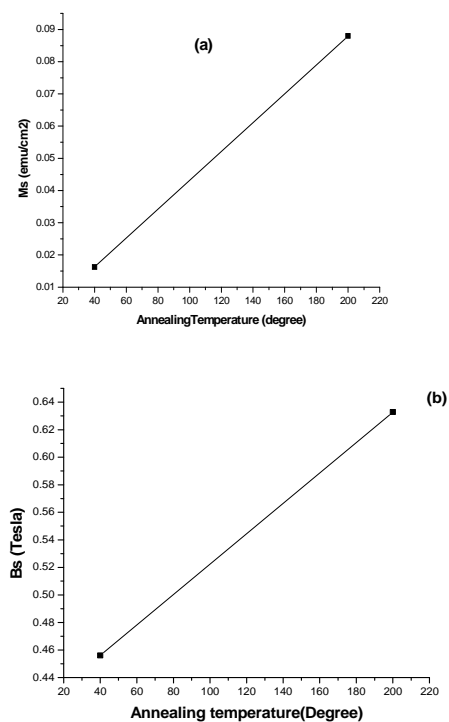 (a)
0.09
0.09
0.08
0.07
0.06
0.05
0.04
0.03
0.02
0.01
Ms (emu/cm2)
20 40 60 80 100 120 140 160 180 200 220
AnnealingTemperature (degree)
(b)
0.64
0.62
0.60
0.58
0.56
0.54
0.52
0.50
0.48
0.46
0.44
Bs (Tesla)
20 40 60 80 100 120 140 160 180 200 220
Annealing temperature(Degree)